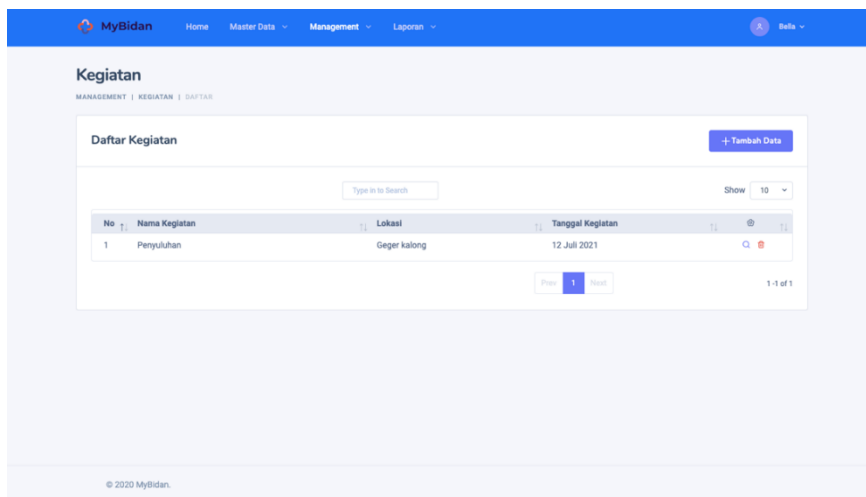 MyBidan Home Master Data Management Laporan Bella
Kegiatan
MANAGEMENT | KEGIATAN | DAFTAR
Daftar Kegiatan + Tambah Data
Type in to Search Show 10
No Nama Kegiatan Lokasi Tanggal Kegiatan
1 Penyuluhan Geger kalong 12 Juli 2021
Prev 1 Next 1 -1 of 1
© 2020 MyBidan.